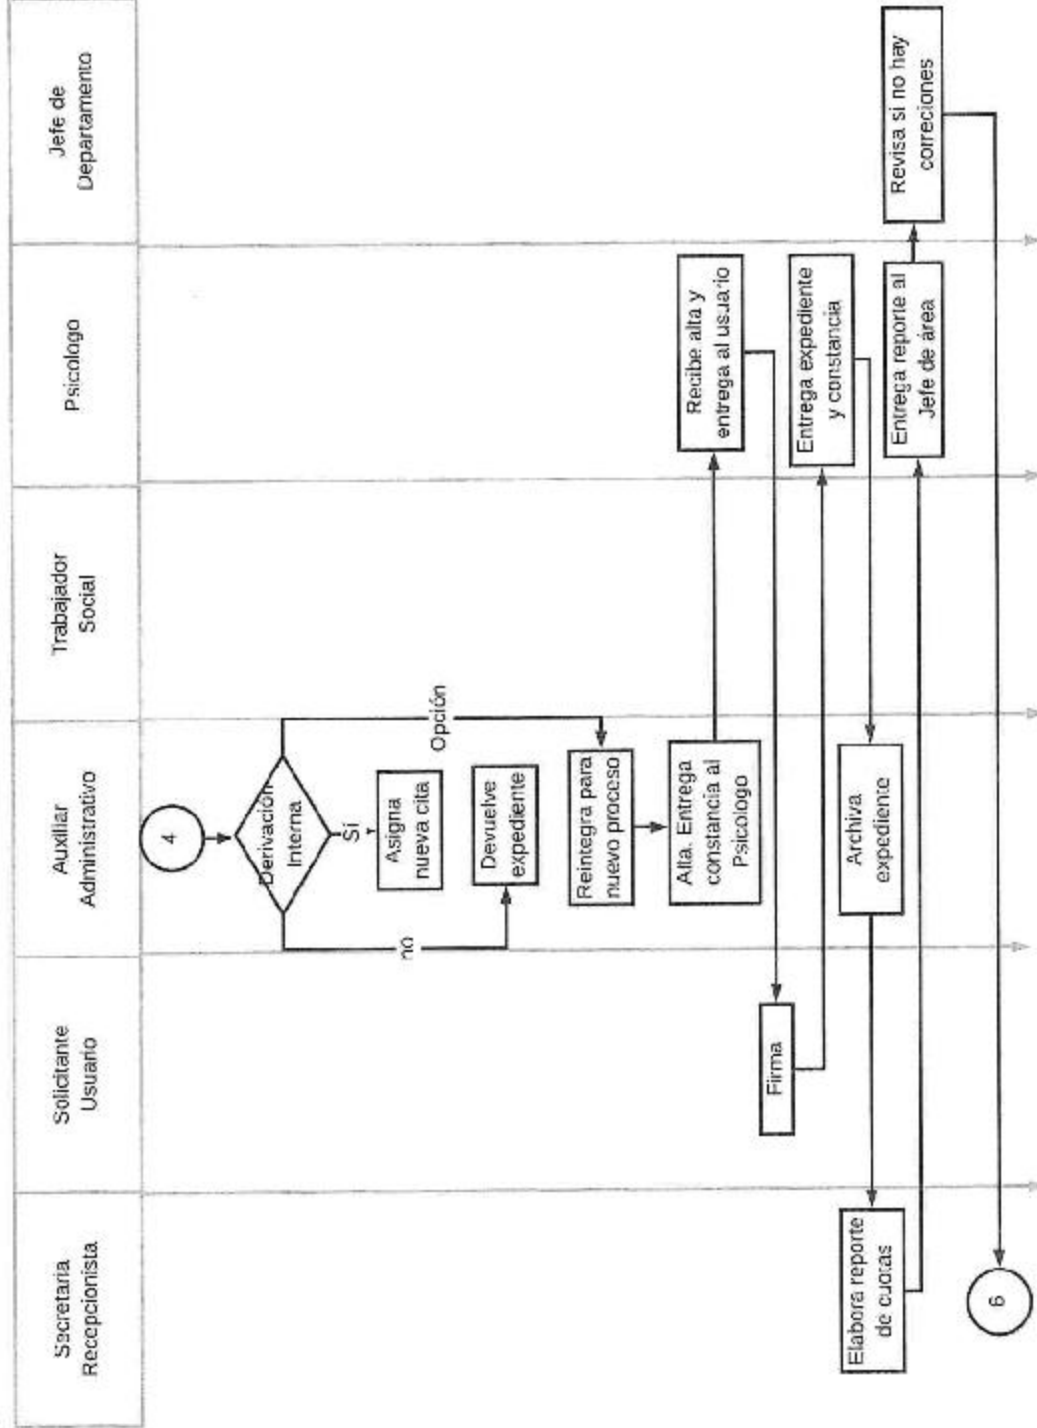 Secretaria
Recepcionista
Solicitante
Usuario
Auxiliar
Administrativo
Trabajador
Social
Psicologo
Jefe de
Departamento
4
Derivación
Interna
Sí
no
Opción
Asigna
nueva cita
Devuelve
expediente
Reintegra para
nuevo proceso
Alta. Entrega
constancia al
Psicologo
Recibe alta y
entrega al usuario
Firma
Entrega expediente
y constancia
Archiva
expediente
Elabora reporte
de cuotas
Entrega reporte al
Jefe de área
Revisa si no hay
correciones
6